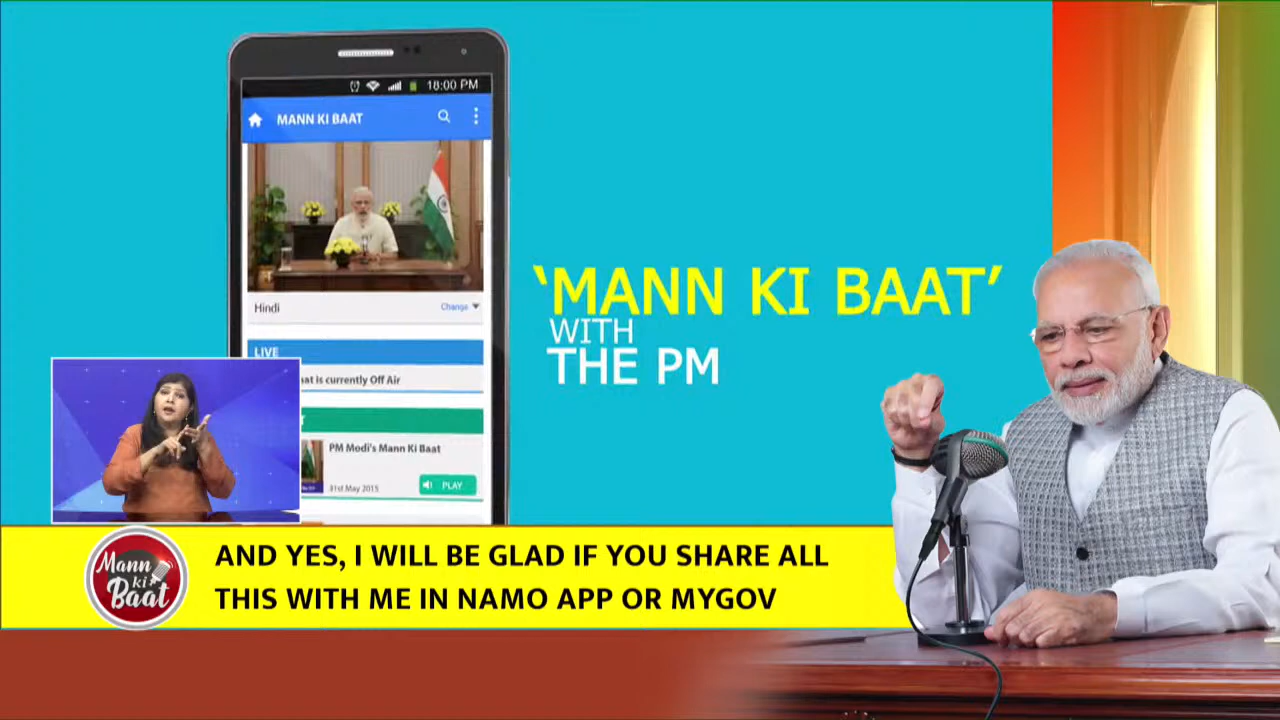 18:00 PM
MANN KI BAAT
'MANN KI BAAT'
WITH
THE PM
Hindi
Change
LIVE
is currently Off Air
PM Modi's Mann Ki Baat
31st May 2015
PLAY
Mann
ki
Baat
AND YES, I WILL BE GLAD IF YOU SHARE ALL
THIS WITH ME IN NAMO APP OR MYGOV